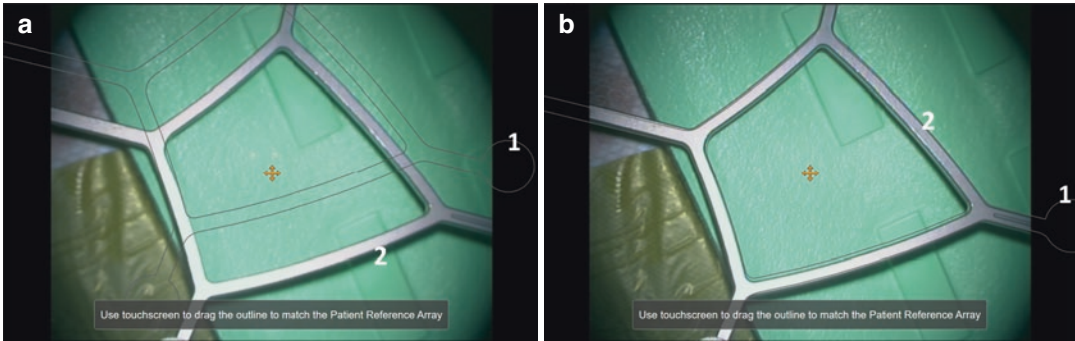 a
1
2
Use touchscreen to drag the outline to match the Patient Reference Array
b
2
1
Use touchscreen to drag the outline to match the Patient Reference Array